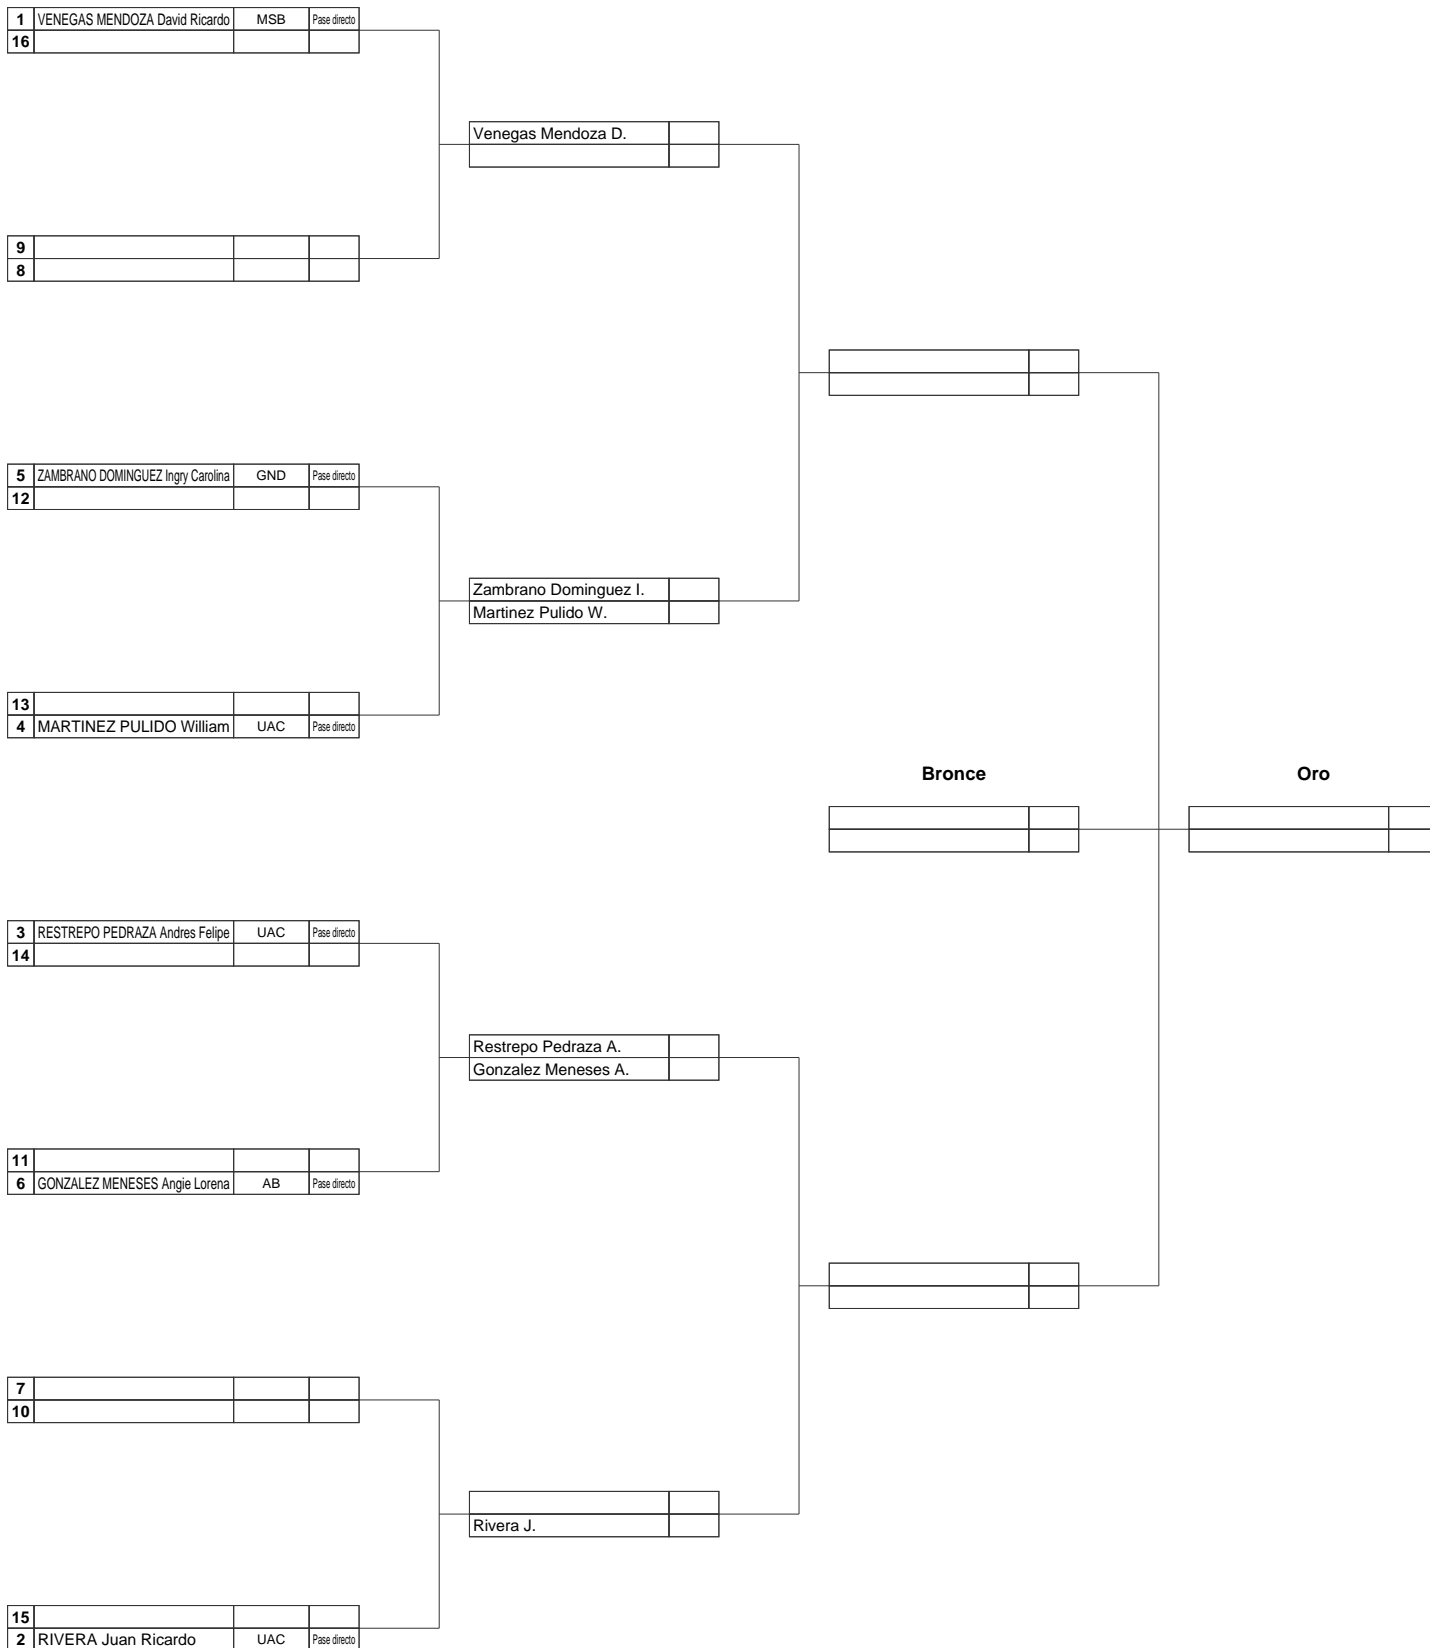 1 VENEGAS MENDOZA David Ricardo MSB Pase directo
16
Venegas Mendoza D.
9
8
5 ZAMBRANO DOMINGUEZ Ingry Carolina GND Pase directo
12
Zambrano Dominguez I.
Martinez Pulido W.
13
4 MARTINEZ PULIDO William UAC Pase directo
Bronce Oro
3 RESTREPO PEDRAZA Andres Felipe UAC Pase directo
14
Restrepo Pedraza A.
Gonzalez Meneses A.
11
6 GONZALEZ MENESES Angie Lorena AB Pase directo
7
10
Rivera J.
15
2 RIVERA Juan Ricardo UAC Pase directo